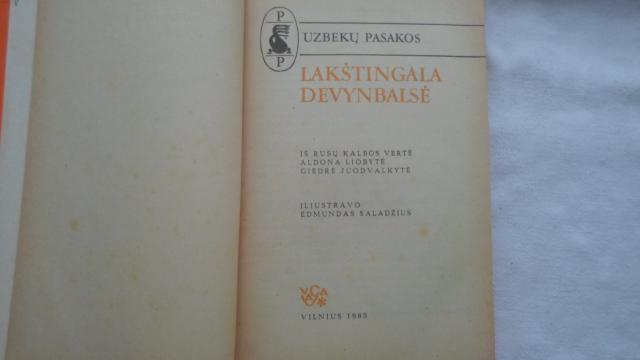 P
P
UZBEKŲ PASAKOS
LAKŠTINGALA
DEVYNBALSĖ
IŠ RUSŲ KALBOS VERTĖ
ALDONA LIOBYTĖ
GIEDRĖ JUODVALKYTĖ
ILIUSTRAVO
EDMUNDAS SALADŽIUS
VILNIUS 1983